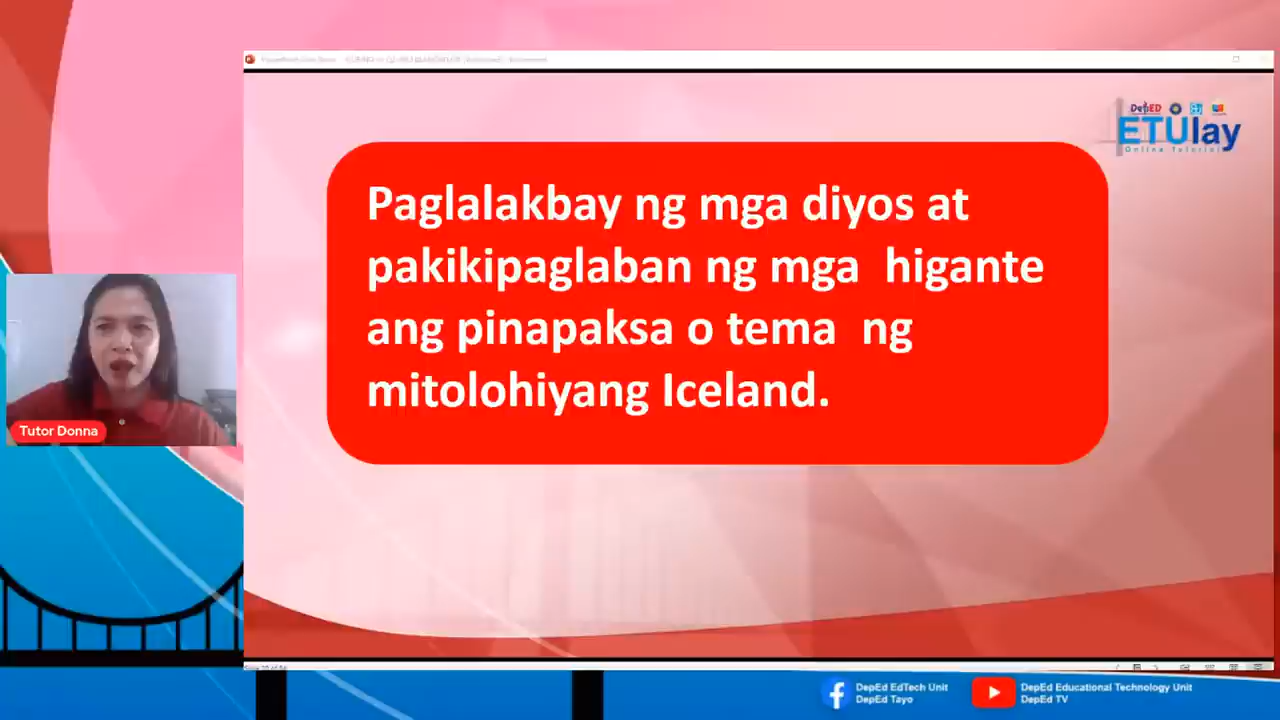 DepED
ETUlay
Online Tutorial
Paglalakbay ng mga diyos at
pakikipaglaban ng mga higante
ang pinapaksa o tema ng
mitolohiyang Iceland.
Tutor Donna
DepEd EdTech Unit
DepEd Tayo
DepEd Educational Technology Unit
DepEd TV